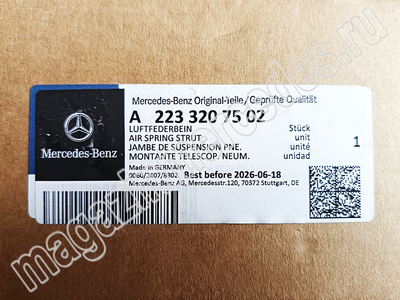 Mercedes-Benz Original-Teile/Geprüfte Qualität
A 223 320 75 02
LUFTFEDERBEIN Stück
AIR SPRING STRUT unit
JAMBE DE SUSPENSION PNE. unité
MONTANTE TELESCOP. NEUM. unidad
1
Made in GERMANY
Best before 2026-06-18
Mercedes-Benz AG, Mercedesstr.120, 70372 Stuttgart, DE
Mercedes-Benz